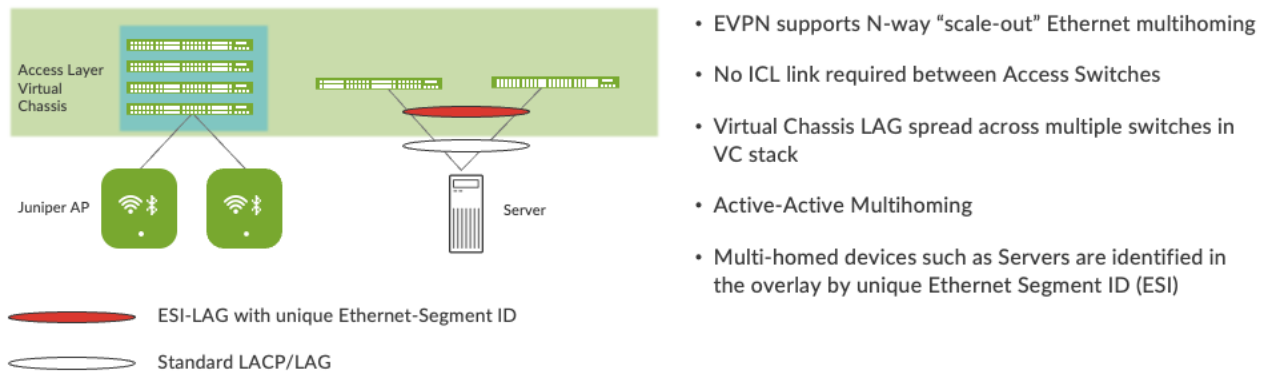 Access Layer
Virtual
Chassis
Juniper AP
Server
ESI-LAG with unique Ethernet-Segment ID
Standard LACP/LAG
• EVPN supports N-way “scale-out” Ethernet multihoming
• No ICL link required between Access Switches
• Virtual Chassis LAG spread across multiple switches in
VC stack
• Active-Active Multihoming
• Multi-homed devices such as Servers are identified in
the overlay by unique Ethernet Segment ID (ESI)